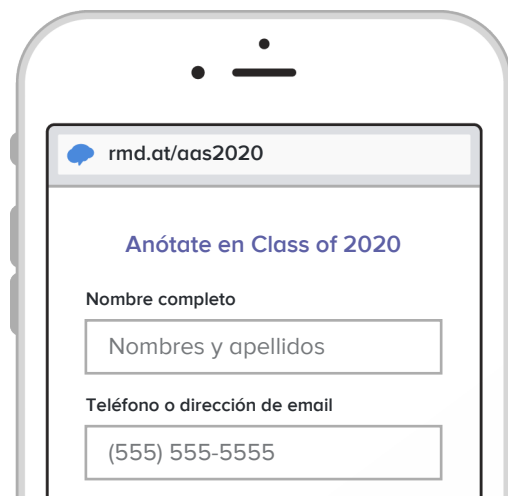 rmd.at/aas2020
Anótate en Class of 2020
Nombre completo
Nombres y apellidos
Teléfono o dirección de email
(555) 555-5555